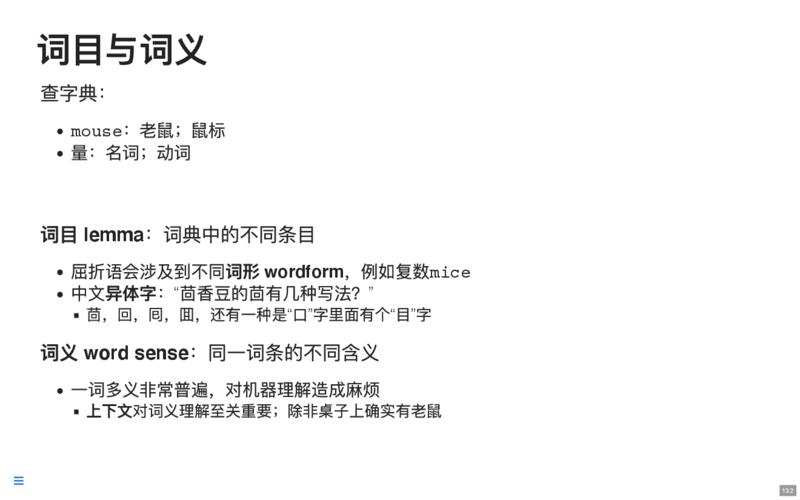 词目与词义
查字典：
mouse：老鼠；鼠标
量：名词；动词
词目 lemma：词典中的不同条目
屈折语会涉及到不同词形 wordform，例如复数mice
中文异体字：“茴香豆的茴有几种写法？”
茴，回，囘，囬，还有一种是“口”字里面有个“目”字
词义 word sense：同一词条的不同含义
一词多义非常普遍，对机器理解造成麻烦
上下文对词义理解至关重要；除非桌子上确实有老鼠
13.2